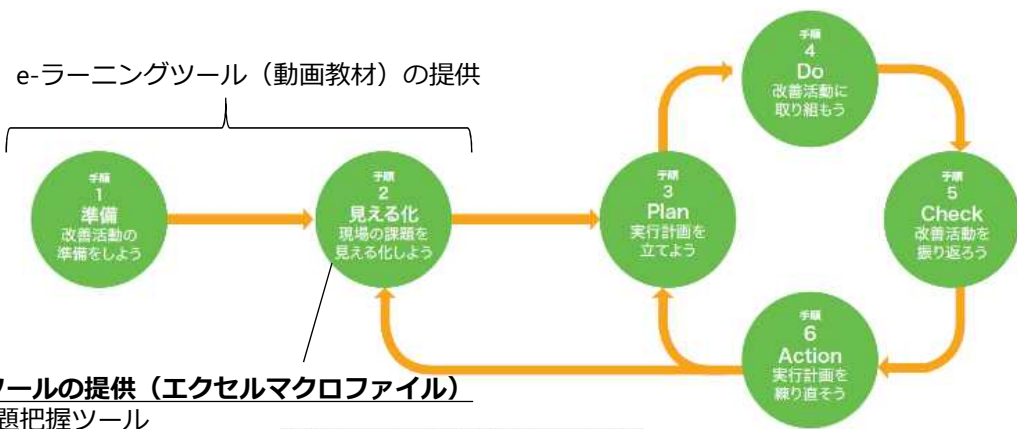 e-ラーニングツール（動画教材）の提供
手順
1
準備
改善活動の
準備をしよう
手順
2
見える化
現場の課題を
見える化しよう
手順
3
Plan
実行計画を
立てよう
手順
4
Do
改善活動に
取り組もう
手順
5
Check
改善活動を
振り返ろう
手順
6
Action
実行計画を
練り直そう
ツールの提供（エクセルマクロファイル）
題把握ツール